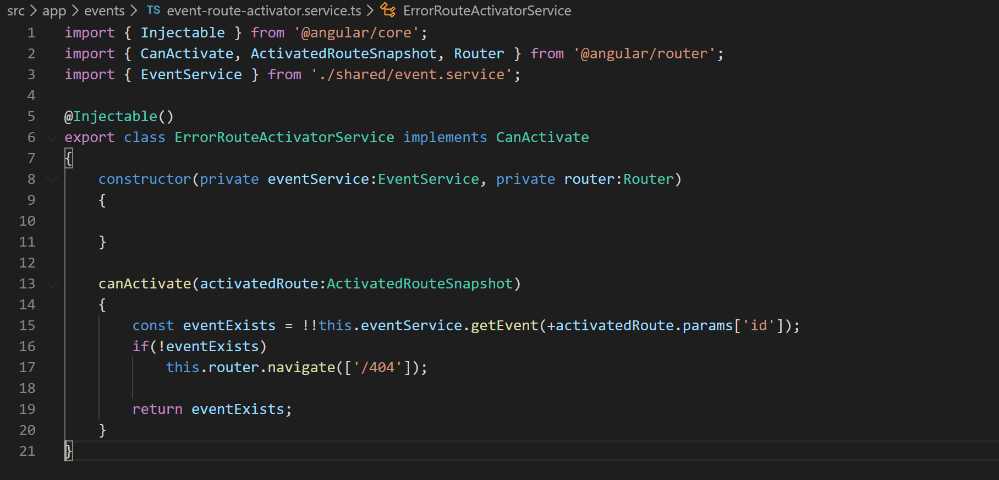 src > app > events > TS event-route-activator.service.ts > ErrorRouteActivatorService
1 import { Injectable } from '@angular/core';
2 import { CanActivate, ActivatedRouteSnapshot, Router } from '@angular/router';
3 import { EventService } from './shared/event.service';
4
5 @Injectable()
6 export class ErrorRouteActivatorService implements CanActivate
7 {
8     constructor(private eventService:EventService, private router:Router)
9     {
10
11     }
12
13     canActivate(activatedRoute:ActivatedRouteSnapshot)
14     {
15         const eventExists = !!this.eventService.getEvent(+activatedRoute.params['id']);
16         if(!eventExists)
17             this.router.navigate(['/404']);
18
19         return eventExists;
20     }
21 }